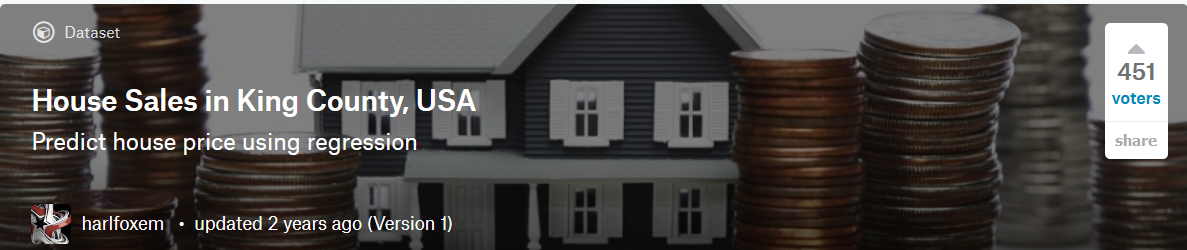 Dataset
House Sales in King County, USA
Predict house price using regression
harlfoxem • updated 2 years ago (Version 1)
451
voters
share